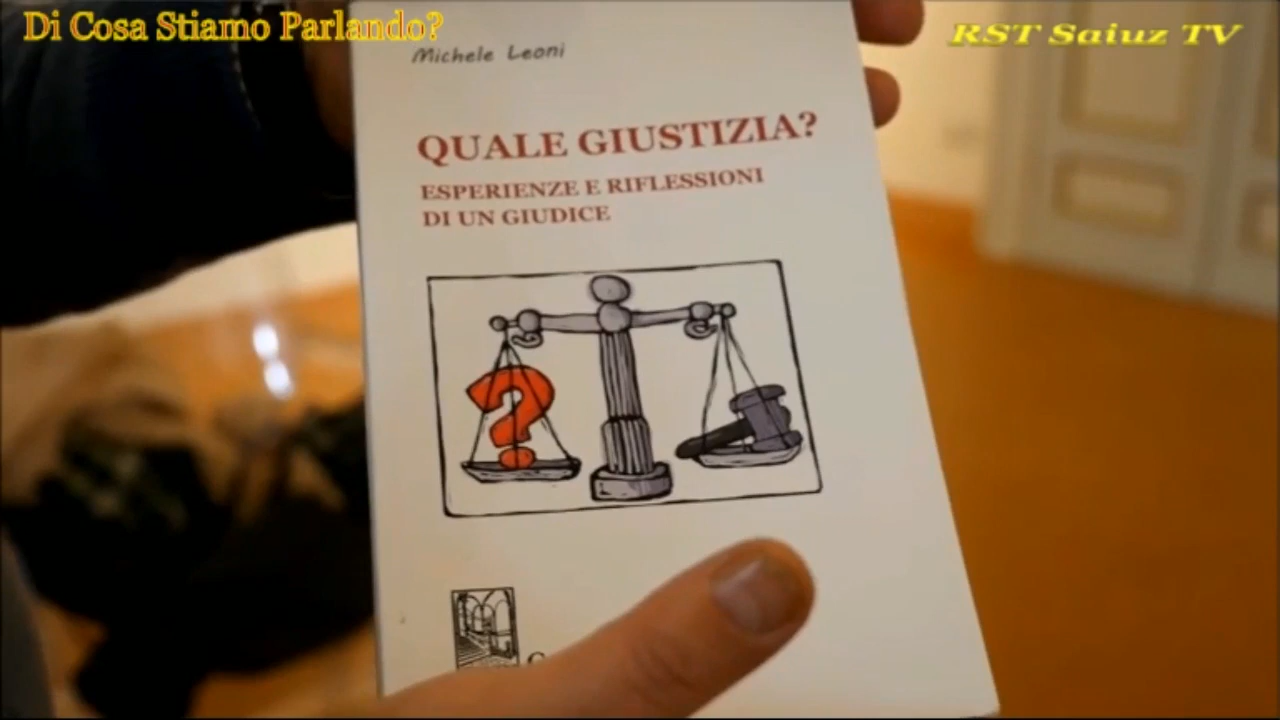 Di Cosa Stiamo Parlando?
RST Saiuz TV
Michele Leoni
QUALE GIUSTIZIA?
ESPERIENZE E RIFLESSIONI
DI UN GIUDICE